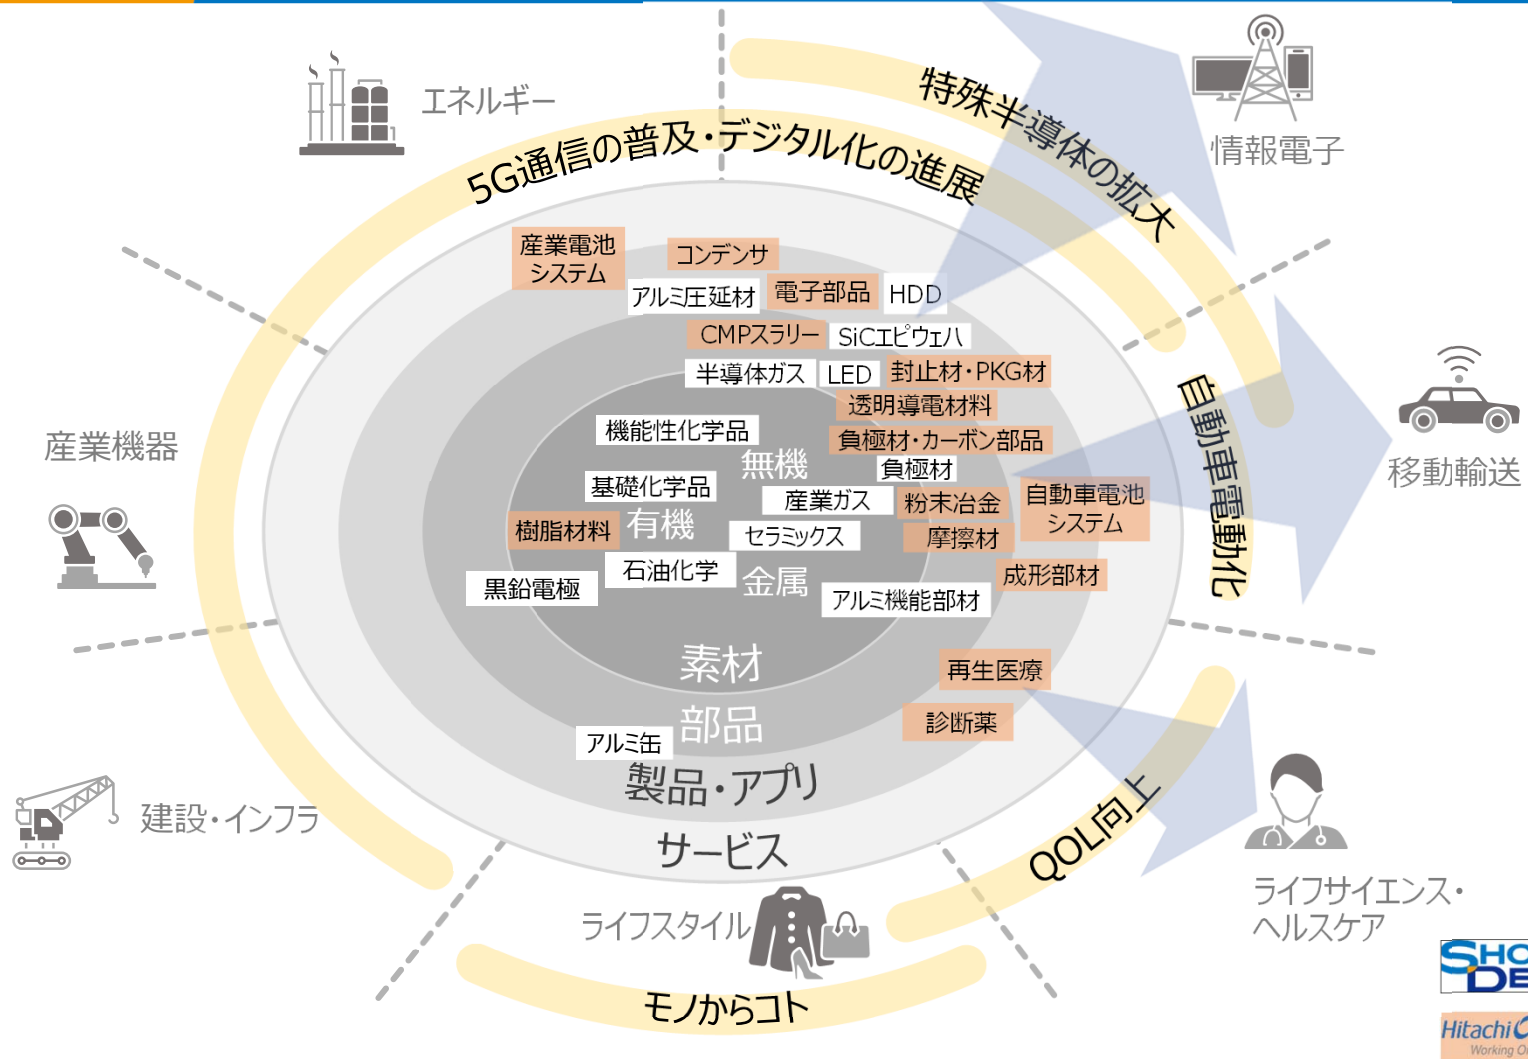 エネルギー
特殊半導体の拡大
情報電子
5G通信の普及・デジタル化の進展
産業電池
システム
コンデンサ
アルミ圧延材
電子部品
HDD
CMPスラリー
SiCエピウェハ
半導体ガス
LED
封止材・PKG材
透明導電材料
機能性化学品
負極材・カーボン部品
無機
負極材
産業機器
自動車電動化
移動輸送
基礎化学品
産業ガス
粉末冶金
自動車電池
システム
樹脂材料
有機
セラミックス
摩擦材
石油化学
金属
成形部材
黒鉛電極
アルミ機能部材
素材
再生医療
部品
診断薬
アルミ缶
製品・アプリ
建設・インフラ
サービス
QOL向上
ライフスタイル
ライフサイエンス・
ヘルスケア
モノからコト
Hitachi
Working